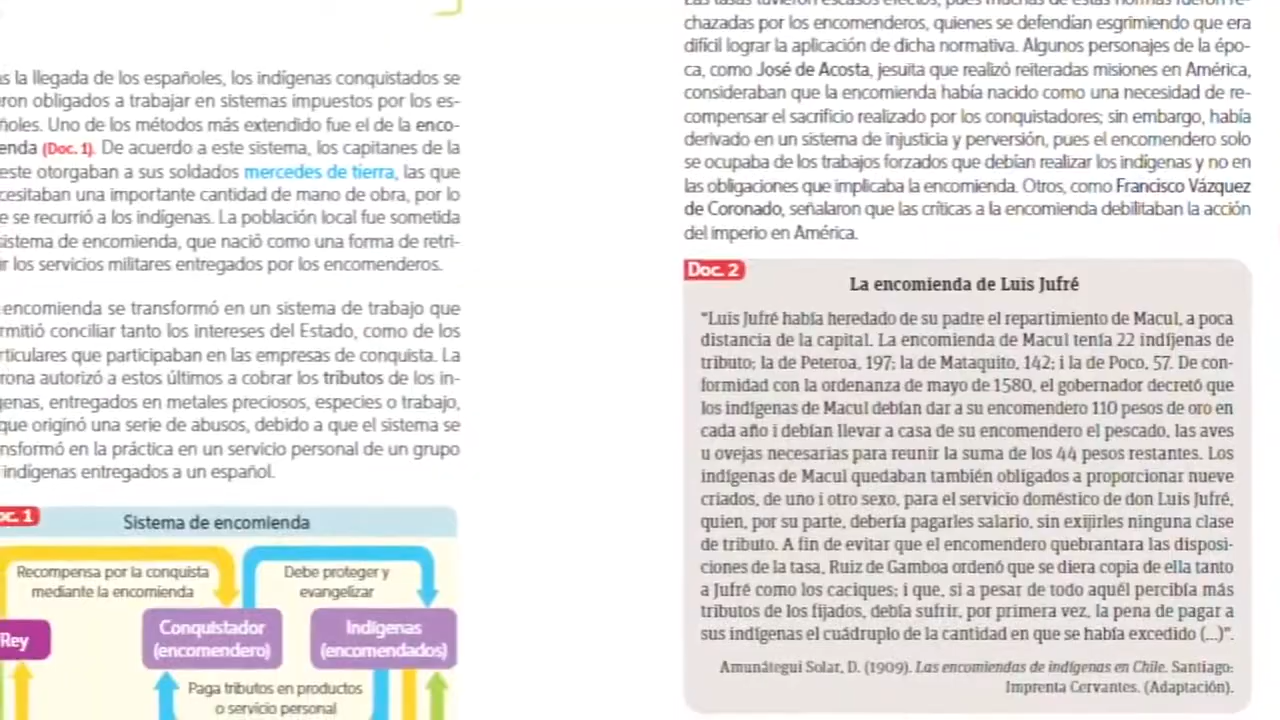 la llegada de los españoles, los indígenas conquistados se
obligados a trabajar en sistemas impuestos por los es-
Uno de los métodos más extendido fue el de la enco-
(Doc. 1). De acuerdo a este sistema, los capitanes de la
otorgaban a sus soldados mercedes de tierra, las que
una importante cantidad de mano de obra, por lo
se recurrió a los indígenas. La población local fue sometida
sistema de encomienda, que nació como una forma de retri-
los servicios militares entregados por los encomenderos.
encomienda se transformó en un sistema de trabajo que
conciliar tanto los intereses del Estado, como de los
que participaban en las empresas de conquista. La
autorizó a estos últimos a cobrar los tributos de los in-
entregados en metales preciosos, especies o trabajo,
que originó una serie de abusos, debido a que el sistema se
en la práctica en un servicio personal de un grupo
indígenas entregados a un español.
Doc. 1
Sistema de encomienda
Recompensa por la conquista
mediante la encomienda
Debe proteger y
evangelizar
Rey
Conquistador
(encomendero)
Indígenas
(encomendados)
Paga tributos en productos
o servicio personal
chazadas por los encomenderos, quienes se defendían esgrimiendo que era
difícil lograr la aplicación de dicha normativa. Algunos personajes de la épo-
ca, como José de Acosta, jesuita que realizó reiteradas misiones en América,
consideraban que la encomienda había nacido como una necesidad de re-
compensar el sacrificio realizado por los conquistadores; sin embargo, había
derivado en un sistema de injusticia y perversión, pues el encomendero solo
se ocupaba de los trabajos forzados que debían realizar los indígenas y no en
las obligaciones que implicaba la encomienda. Otros, como Francisco Vázquez
de Coronado, señalaron que las críticas a la encomienda debilitaban la acción
del imperio en América.
Doc. 2
La encomienda de Luis Jufré
“Luis Jufré había heredado de su padre el repartimiento de Macul, a poca
distancia de la capital. La encomienda de Macul tenía 22 indíjenas de
tributo; la de Peteroa, 197; la de Mataquito, 142; i la de Poco, 57. De con-
formidad con la ordenanza de mayo de 1580, el gobernador decretó que
los indígenas de Macul debían dar a su encomendero 110 pesos de oro en
cada año i debían llevar a casa de su encomendero el pescado, las aves
u ovejas necesarias para reunir la suma de los 44 pesos restantes. Los
indígenas de Macul quedaban también obligados a proporcionar nueve
criados, de uno i otro sexo, para el servicio doméstico de don Luis Jufré,
quien, por su parte, debería pagarles salario, sin exijirles ninguna clase
de tributo. A fin de evitar que el encomendero quebrantara las disposi-
ciones de la tasa, Ruiz de Gamboa ordenó que se diera copia de ella tanto
a Jufré como los caciques; i que, si a pesar de todo aquél percibía más
tributos de los fijados, debía sufrir, por primera vez, la pena de pagar a
sus indígenas el cuádruplo de la cantidad en que se había excedido (...)”.
Amunátegui Solar, D. (1909). Las encomiendas de indígenas en Chile. Santiago:
Imprenta Cervantes. (Adaptación).